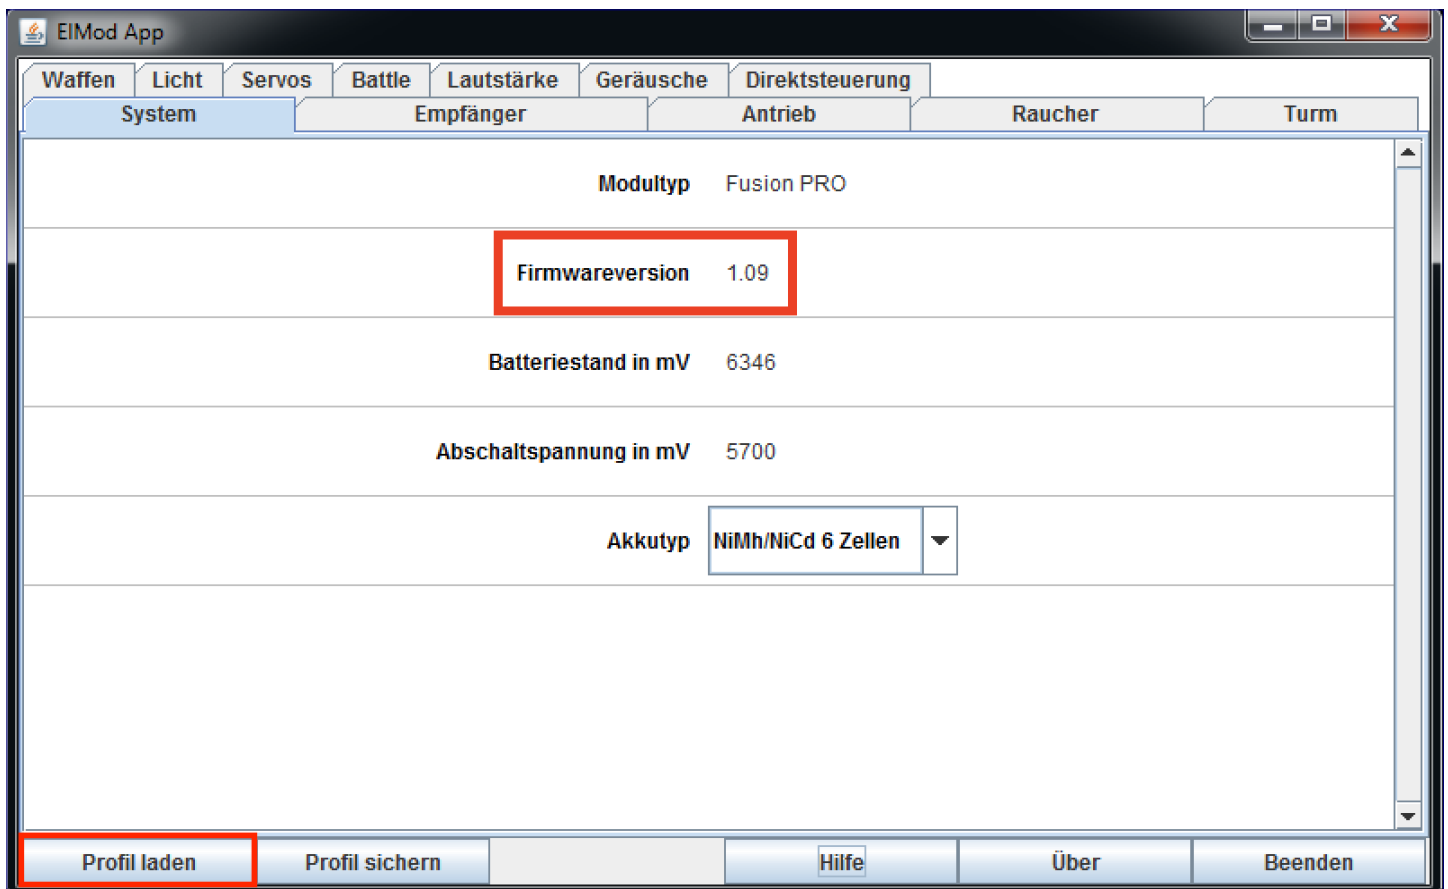 ElMod App
Waffen Licht Servos Battle Lautstärke Geräusche Direktsteuerung
System Empfänger Antrieb Raucher Turm
Modultyp Fusion PRO
Firmwareversion 1.09
Batteriestand in mV 6346
Abschaltspannung in mV 5700
Akkutyp NiMh/NiCd 6 Zellen
Profil laden Profil sichern Hilfe Über Beenden